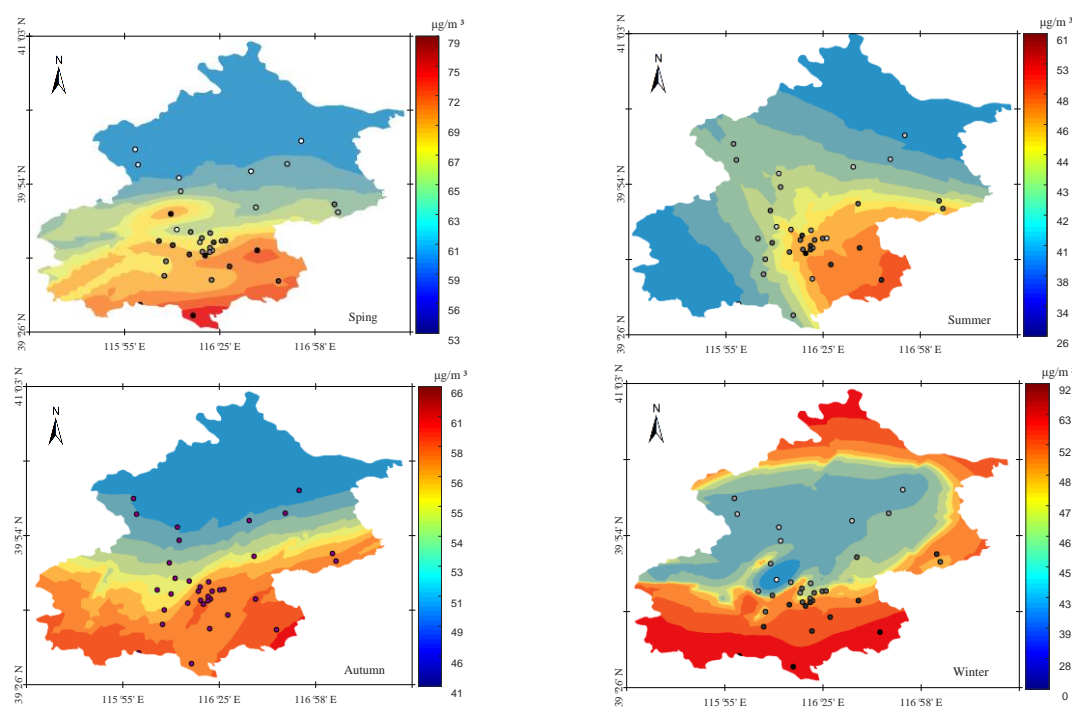 μg/m ³
41°03′ N
N
79
75
72
69
67
65
63
61
59
56
53
39°54′ N
39°26′ N
Sping
115°55′ E
116°25′ E
116°58′ E
μg/m ³
41°03′ N
N
61
53
48
46
44
43
42
41
38
34
26
39°54′ N
39°26′ N
Summer
115°55′ E
116°25′ E
116°58′ E
μg/m ³
41°03′ N
N
66
61
58
56
55
54
53
51
49
46
41
39°54′ N
39°26′ N
Autumn
115°55′ E
116°25′ E
116°58′ E
μg/m ³
41°03′ N
N
92
63
52
48
47
46
45
43
39
28
0
39°54′ N
39°26′ N
Winter
115°55′ E
116°25′ E
116°58′ E